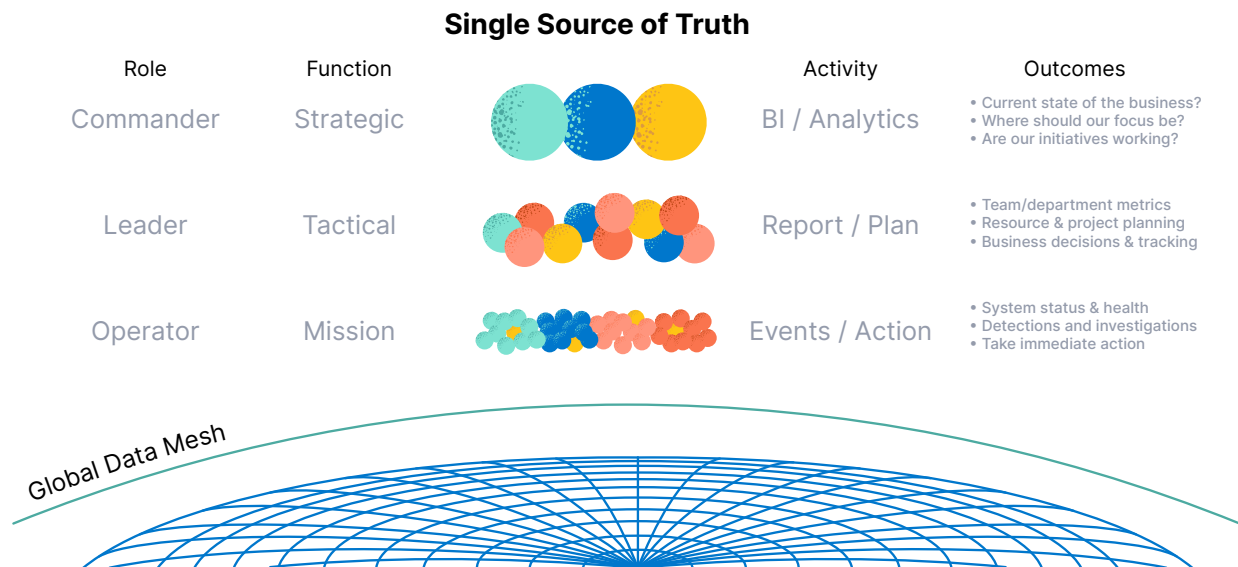 Single Source of Truth
Role
Function
Activity
Outcomes
Commander
Strategic
BI / Analytics
• Current state of the business?
• Where should our focus be?
• Are our initiatives working?
Leader
Tactical
Report / Plan
• Team/department metrics
• Resource & project planning
• Business decisions & tracking
Operator
Mission
Events / Action
• System status & health
• Detections and investigations
• Take immediate action
Global Data Mesh